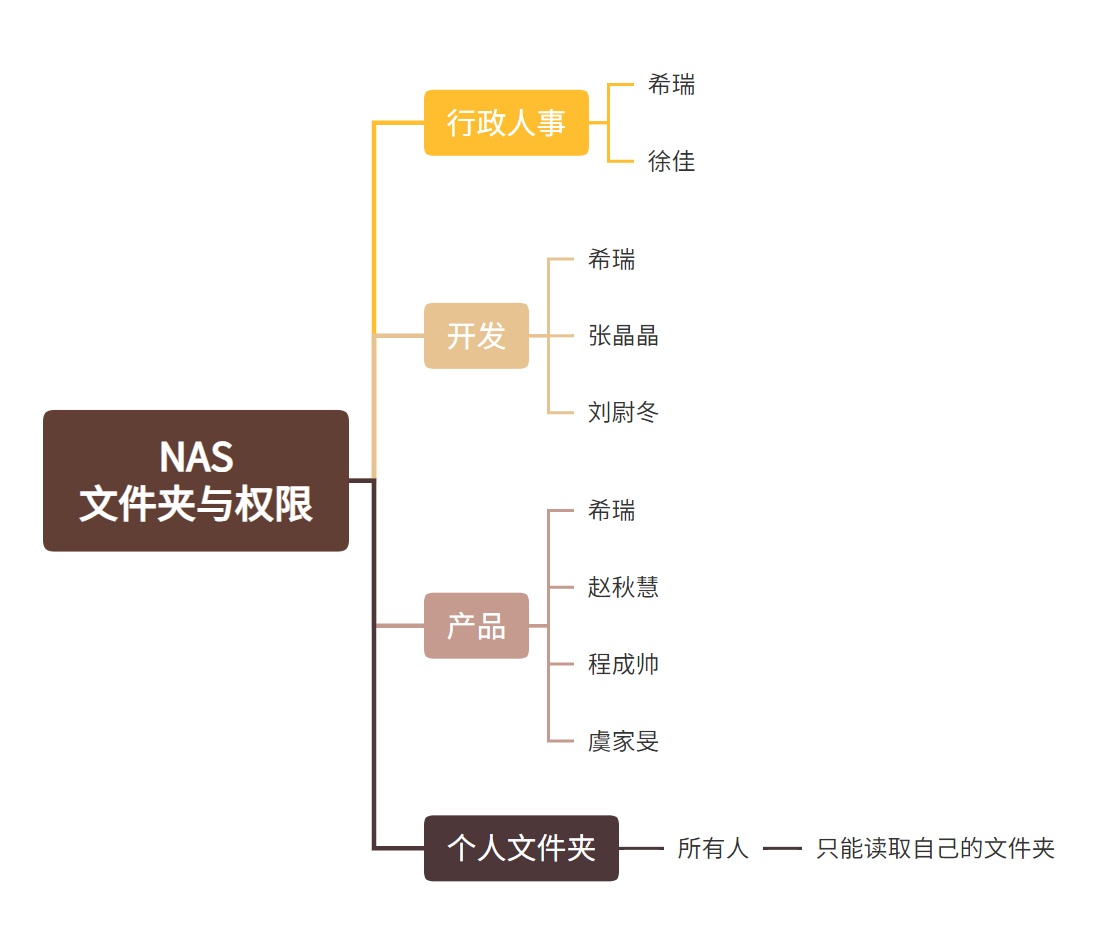 NAS
文件夹与权限
行政人事
希瑞
徐佳
开发
希瑞
张晶晶
刘尉冬
产品
希瑞
赵秋慧
程成帅
虞家旻
个人文件夹
所有人
只能读取自己的文件夹